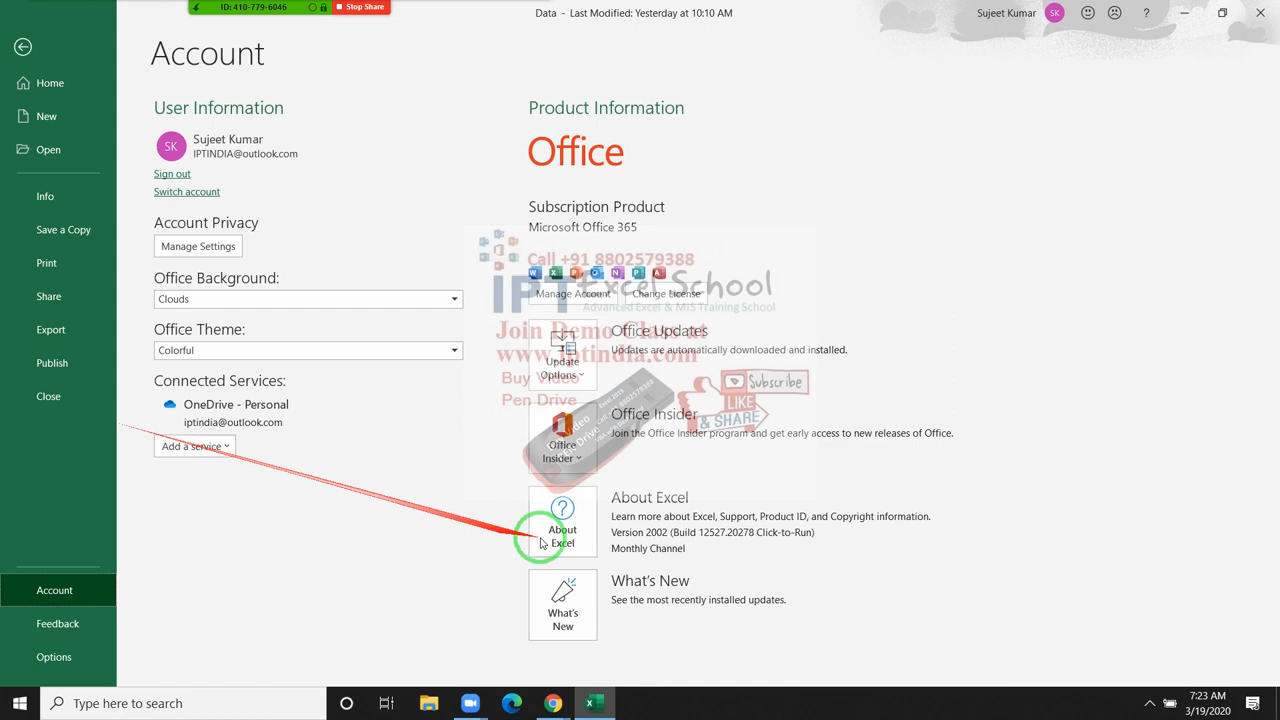 ID: 410-779-6046
Stop Share
Data - Last Modified: Yesterday at 10:10 AM
Sujeet Kumar
SK
?
Account
Home
New
Open
Info
Save a Copy
Print
Share
Export
Publish
Close
Account
Feedback
Options
User Information
SK
Sujeet Kumar
IPTINDIA@outlook.com
Sign out
Switch account
Account Privacy
Manage Settings
Office Background:
Clouds
Office Theme:
Colorful
Connected Services:
OneDrive - Personal
iptindia@outlook.com
Add a service
Product Information
Office
Subscription Product
Microsoft Office 365
Call +91 8802579388
Manage Account
Change License
IPT Excel School
Advanced Excel & MIS Training School
Join Demo Class at
www.iptindia.com
Buy Video
Pen Drive
Subscribe
LIKE
& SHARE
Update
Options
Office Updates
Updates are automatically downloaded and installed.
Office
Insider
Office Insider
Join the Office Insider program and get early access to new releases of Office.
About
Excel
About Excel
Learn more about Excel, Support, Product ID, and Copyright information.
Version 2002 (Build 12527.20278 Click-to-Run)
Monthly Channel
What's
New
What's New
See the most recently installed updates.
Type here to search
7:23 AM
3/19/2020